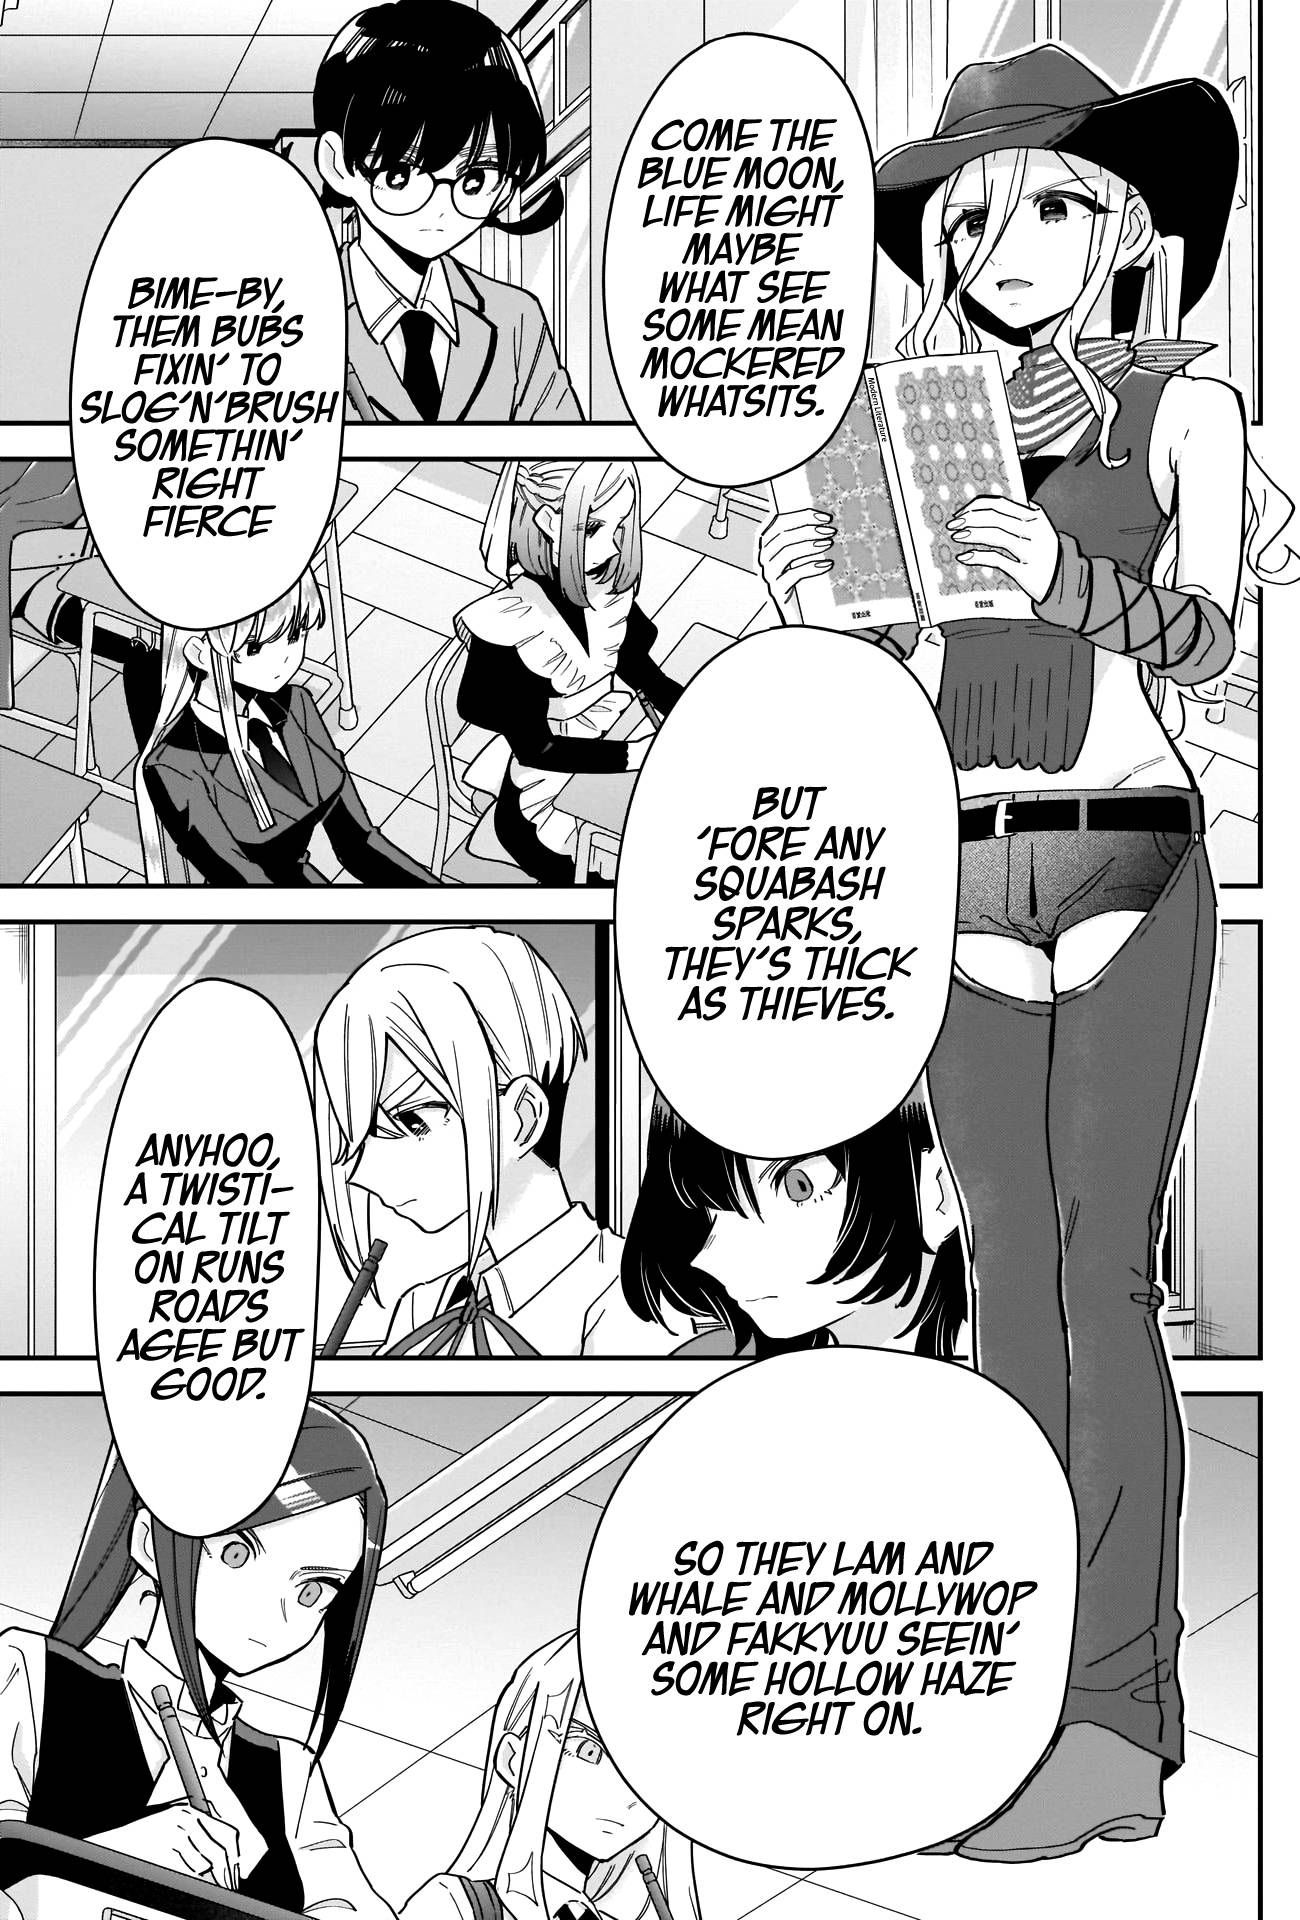 COME THE
BLUE MOON,
LIFE MIGHT
MAYBE
WHAT SEE
SOME MEAN
MOCKERED
WHATSITS.
BIME-BY,
THEM BUBS
FIXIN' TO
SLOG'N'BRUSH
SOMETHIN'
RIGHT
FIERCE
Modern Literature
BUT
'FORE ANY
SQUABASH
SPARKS,
THEY'S THICK
AS THIEVES.
ANYHOO,
A TWISTI-
CAL TILT
ON RUNS
ROADS
AGEE BUT
GOOD.
SO THEY LAM AND
WHALE AND MOLLYWOP
AND FAKKYUU SEEIN'
SOME HOLLOW HAZE
RIGHT ON.